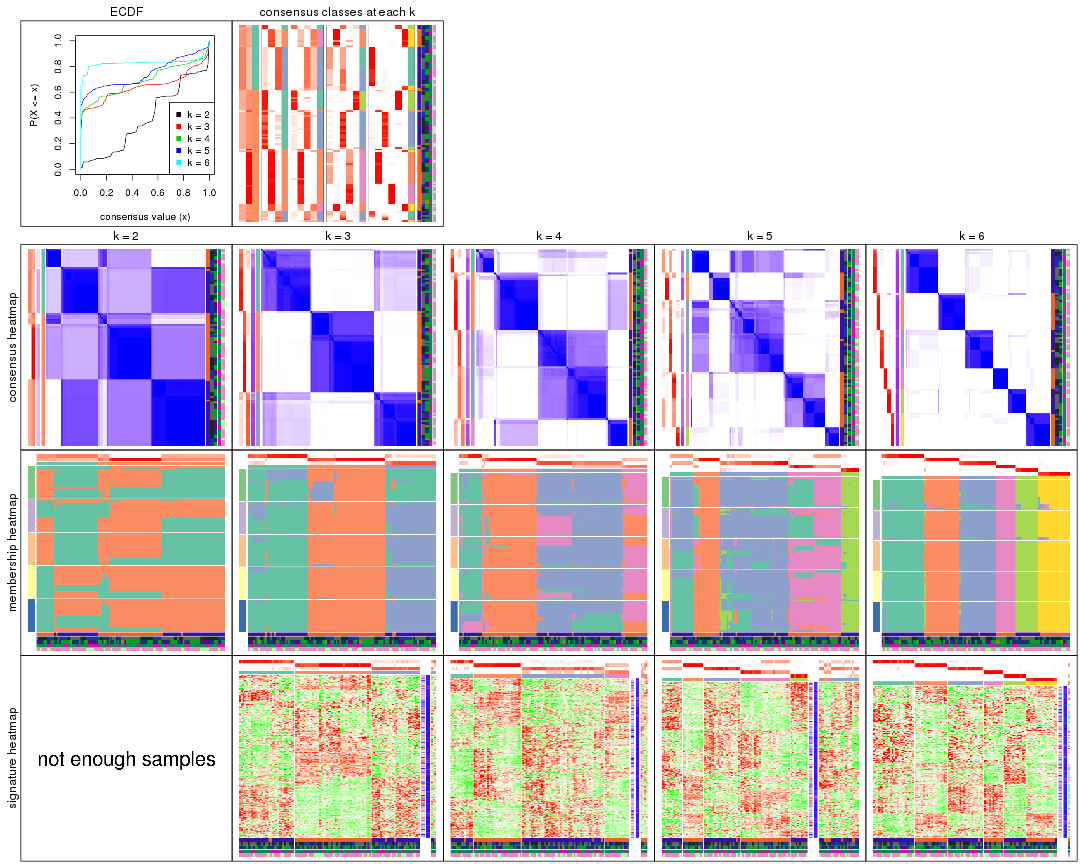 ECDF
consensus classes at each k
P(X <= x)
0.0 0.2 0.4 0.6 0.8 1.0
k = 2
k = 3
k = 4
k = 5
k = 6
0.0 0.2 0.4 0.6 0.8 1.0
consensus value (x)
k = 2
k = 3
k = 4
k = 5
k = 6
consensus heatmap
membership heatmap
signature heatmap
not enough samples